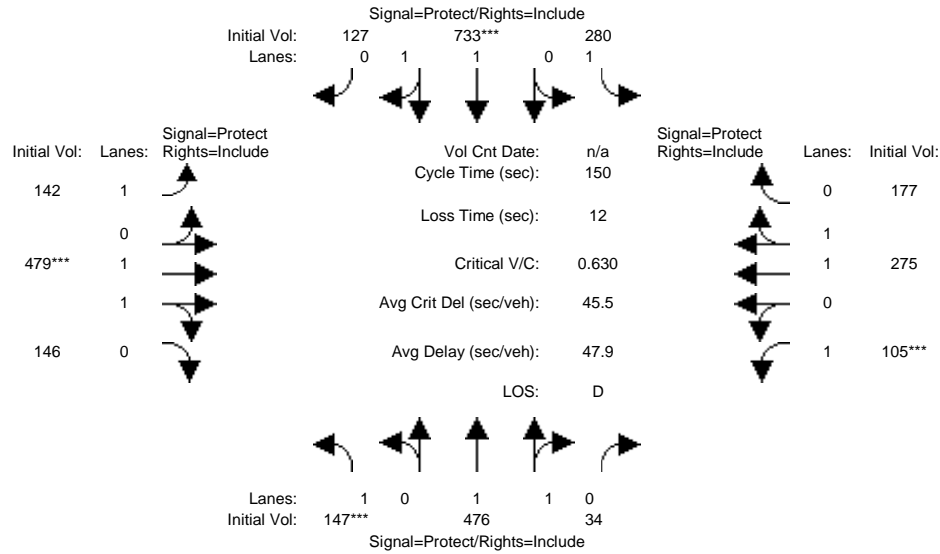 Signal=Protect/Rights=Include
Initial Vol: 127 733*** 280
Lanes: 0 1 1 0 1
Signal=Protect
Initial Vol: Lanes: Rights=Include
Vol Cnt Date: n/a
Signal=Protect
Rights=Include Lanes: Initial Vol:
Cycle Time (sec): 150
142 1
0 177
Loss Time (sec): 12
0
1
479*** 1
Critical V/C: 0.630
1 275
1
Avg Crit Del (sec/veh): 45.5
0
146 0
Avg Delay (sec/veh): 47.9
1 105***
LOS: D
Lanes: 1 0 1 1 0
Initial Vol: 147*** 476 34
Signal=Protect/Rights=Include